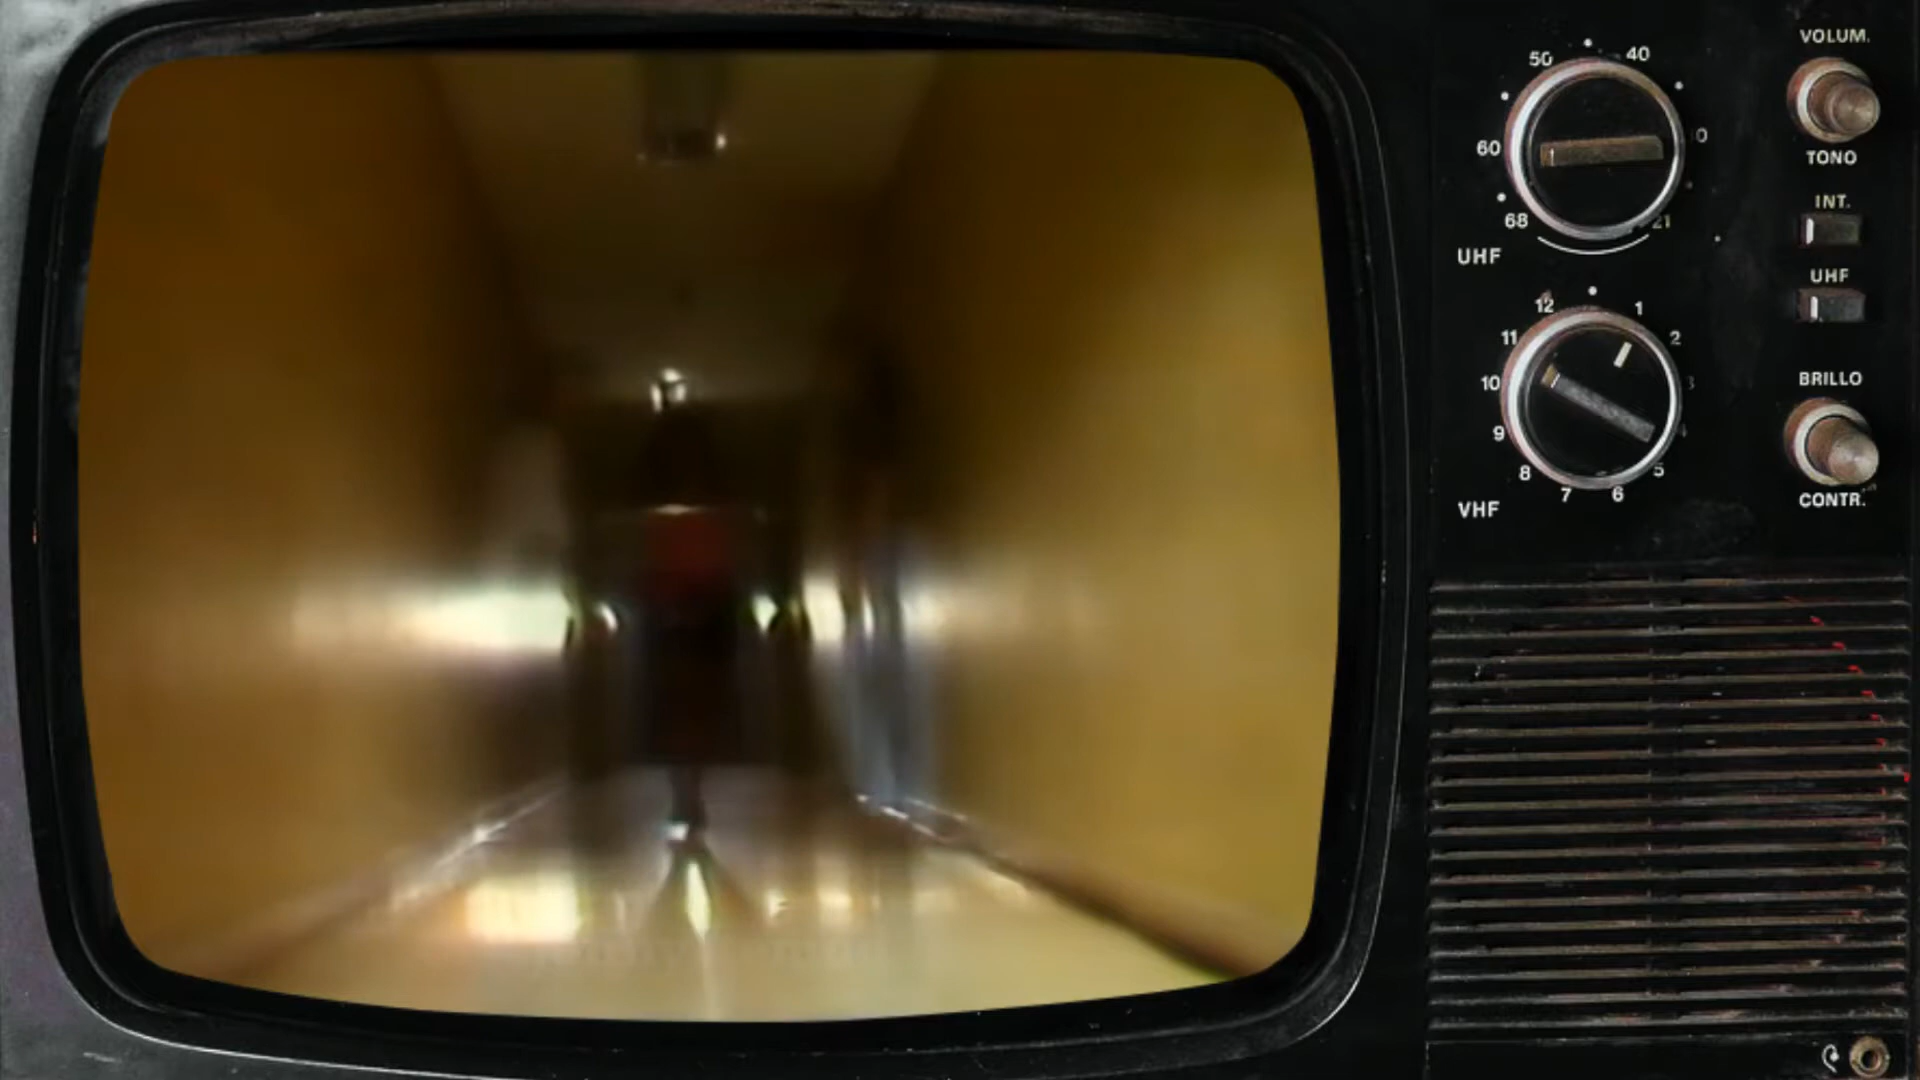 50 40
60 0
68 21
UHF
12 1
11 2
10 3
9
8 5
7 6
VHF
VOLUM.
TONO
INT.
UHF
BRILLO
CONTR.